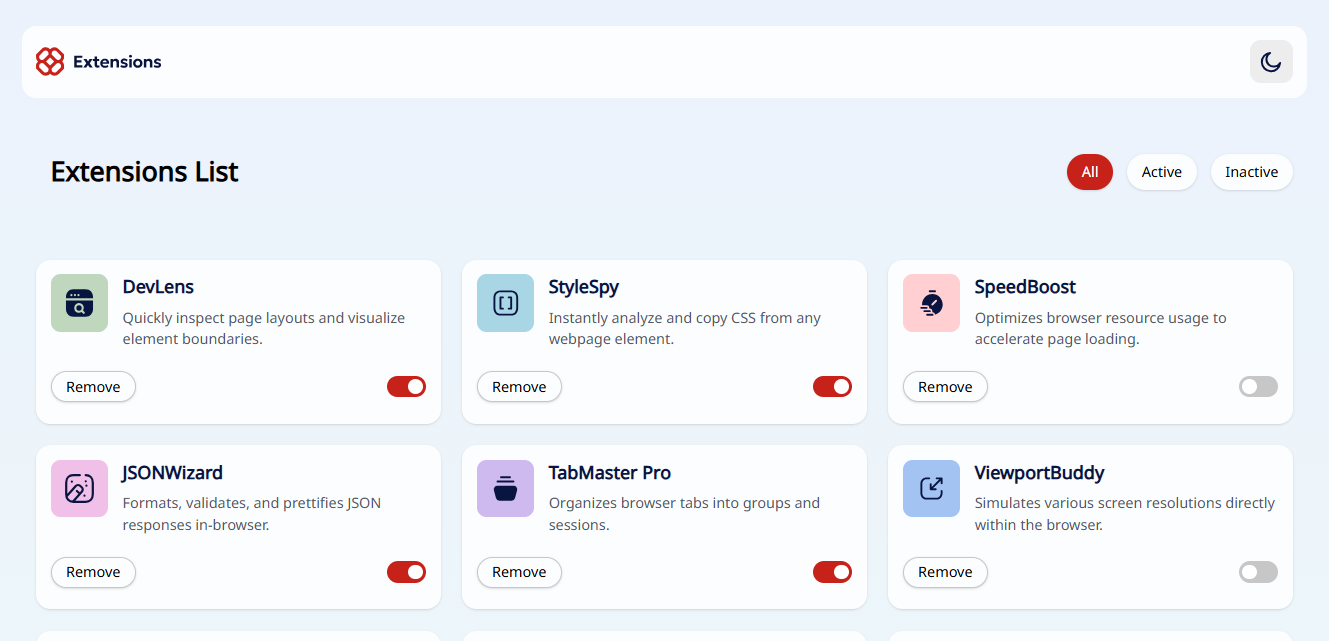 Extensions
Extensions List
All
Active
Inactive
DevLens
Quickly inspect page layouts and visualize
element boundaries.
Remove
StyleSpy
Instantly analyze and copy CSS from any
webpage element.
Remove
SpeedBoost
Optimizes browser resource usage to
accelerate page loading.
Remove
JSONWizard
Formats, validates, and prettifies JSON
responses in-browser.
Remove
TabMaster Pro
Organizes browser tabs into groups and
sessions.
Remove
ViewportBuddy
Simulates various screen resolutions directly
within the browser.
Remove